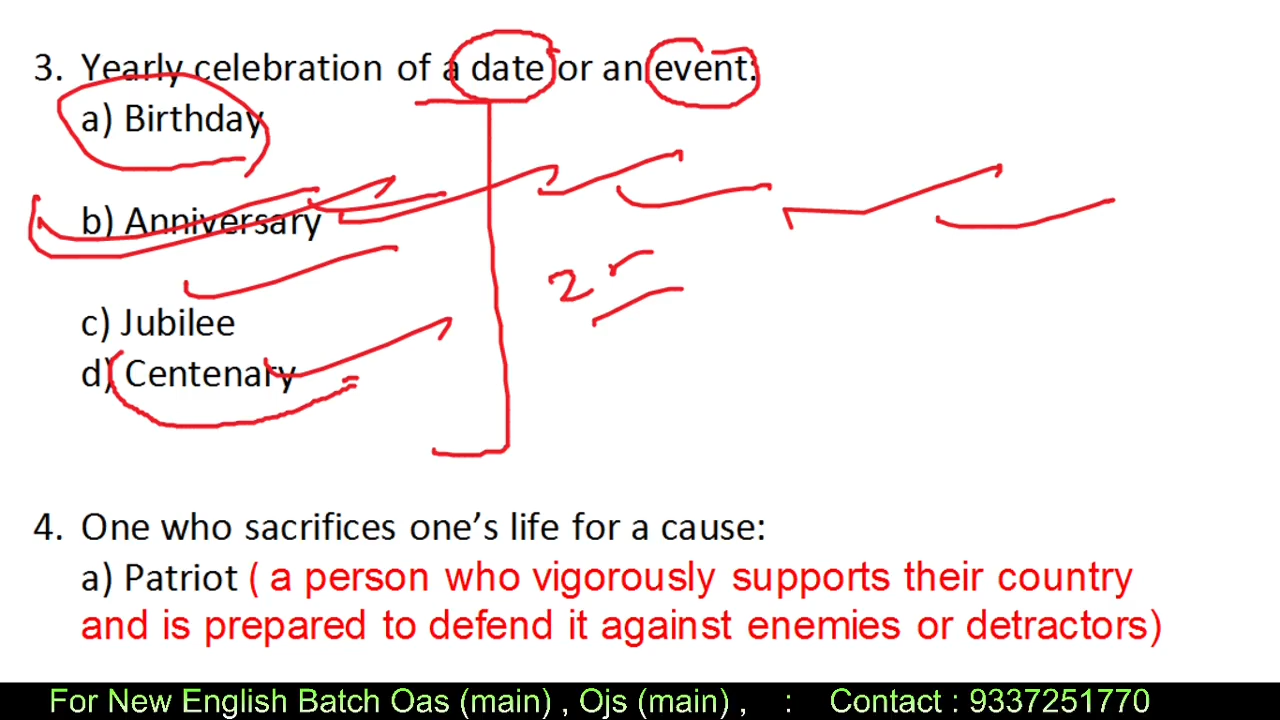 3. Yearly celebration of a date or an event:
a) Birthday
b) Anniversary
25
c) Jubilee
d) Centenary
4. One who sacrifices one's life for a cause:
a) Patriot ( a person who vigorously supports their country
and is prepared to defend it against enemies or detractors)
For New English Batch Oas (main) , Ojs (main) , : Contact : 9337251770